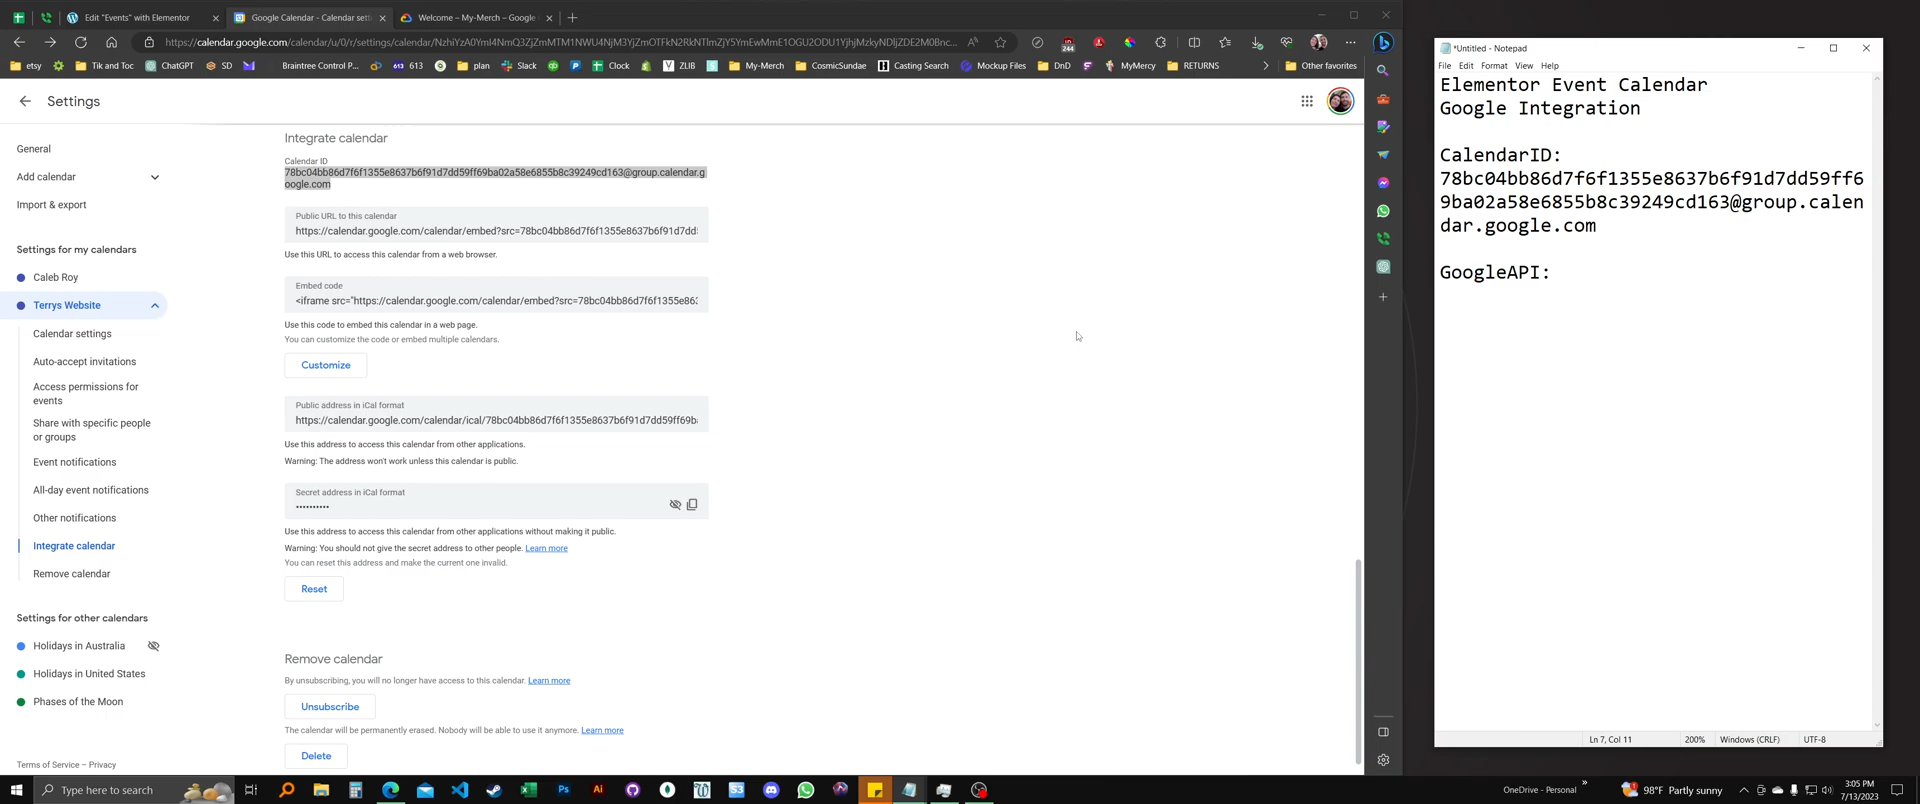 Edit "Events" with Elementor
Google Calendar - Calendar sett
Welcome – My-Merch – Google
https://calendar.google.com/calendar/u/0/r/settings/calendar/
244
etsy
Tik and Toc
ChatGPT
SD
Braintree Control P...
613
613
plan
Slack
Clock
ZLIB
My-Merch
CosmicSundae
Casting Search
Mockup Files
DnD
MyMercy
RETURNS
Other favorites
Settings
General
Add calendar
Import & export
Settings for my calendars
Caleb Roy
Terrys Website
Calendar settings
Auto-accept invitations
Access permissions for
events
Share with specific people
or groups
Event notifications
All-day event notifications
Other notifications
Integrate calendar
Remove calendar
Settings for other calendars
Holidays in Australia
Holidays in United States
Phases of the Moon
Terms of Service – Privacy
Integrate calendar
Calendar ID
78bc04bb86d7f6f1355e8637b6f91d7dd59ff69ba02a58e6855b8c39249cd163@group.calendar.g
oogle.com
Public URL to this calendar
https://calendar.google.com/calendar/embed?src=78bc04bb86d7f6f1355e8637b6f91d7dd
Use this URL to access this calendar from a web browser.
Embed code
<iframe src="https://calendar.google.com/calendar/embed?src=78bc04bb86d7f6f1355e863
Use this code to embed this calendar in a web page.
You can customize the code or embed multiple calendars.
Customize
Public address in iCal format
https://calendar.google.com/calendar/ical/78bc04bb86d7f6f1355e8637b6f91d7dd59ff69b
Use this address to access this calendar from other applications.
Warning: The address won't work unless this calendar is public.
Secret address in iCal format
••••••••••
Use this address to access this calendar from other applications without making it public.
Warning: You should not give the secret address to other people. Learn more
You can reset this address and make the current one invalid.
Reset
Remove calendar
By unsubscribing, you will no longer have access to this calendar. Learn more
Unsubscribe
The calendar will be permanently erased. Nobody will be able to use it anymore. Learn more
Delete
*Untitled - Notepad
File Edit Format View Help
Elementor Event Calendar
Google Integration
CalendarID:
78bc04bb86d7f6f1355e8637b6f91d7dd59ff6
9ba02a58e6855b8c39249cd163@group.calen
dar.google.com
GoogleAPI:
Ln 7, Col 11
200%
Windows (CRLF)
UTF-8
Type here to search
Ps
Ai
OneDrive - Personal
98°F Partly sunny
3:05 PM
7/13/2023